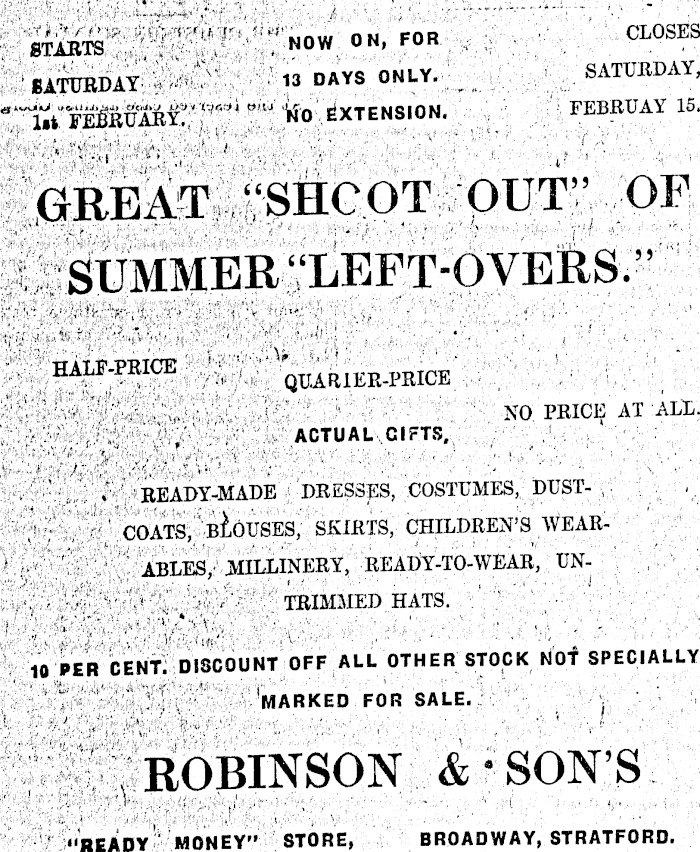 STARTS NOW ON, FOR CLOSES
SATURDAY 13 DAYS ONLY. SATURDAY,
1st FEBRUARY. NO EXTENSION. FEBRUAY 15.
GREAT “SHCOT OUT” OF
SUMMER “LEFT-OVERS.”
HALF-PRICE
QUARIER-PRICE
NO PRICE AT ALL.
ACTUAL GIFTS,
READY-MADE DRESSES, COSTUMES, DUST-
COATS, BLOUSES, SKIRTS, CHILDREN'S WEAR-
ABLES, MILLINERY, READY-TO-WEAR, UN-
TRIMMED HATS.
10 PER CENT. DISCOUNT OFF ALL OTHER STOCK NOT SPECIALLY
MARKED FOR SALE.
ROBINSON & SON'S
“READY MONEY” STORE, BROADWAY, STRATFORD.